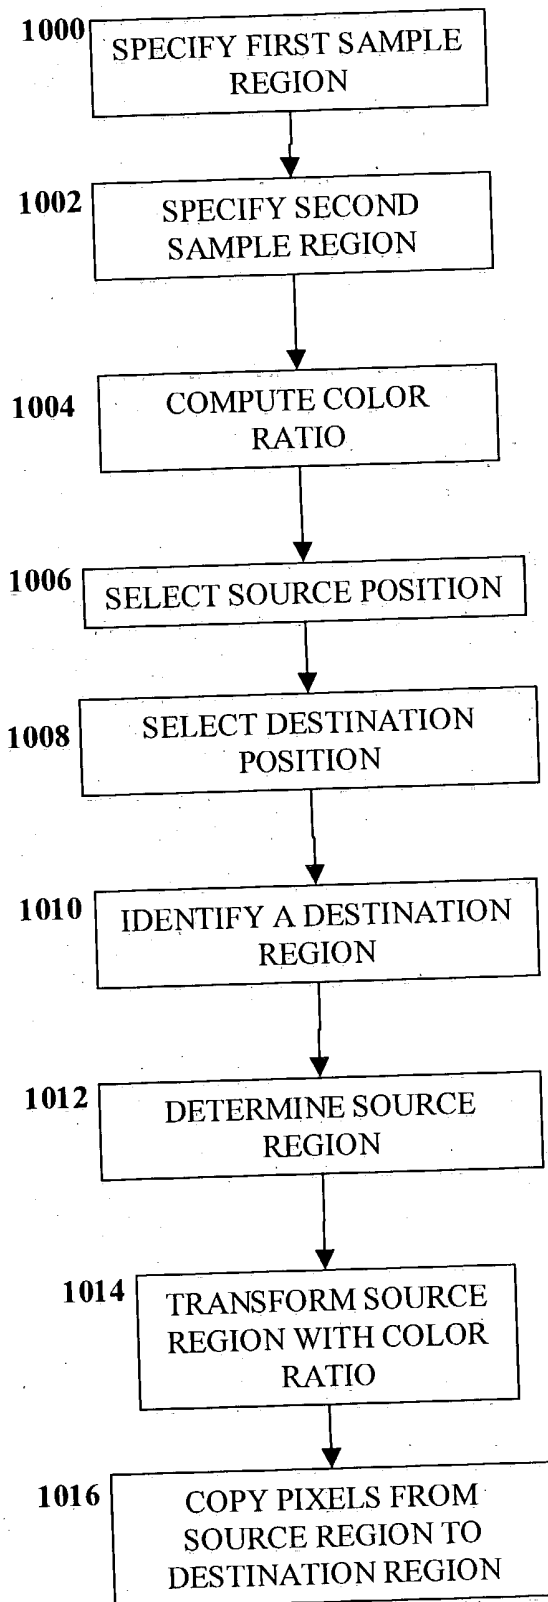 1000
SPECIFY FIRST SAMPLE
REGION
1002
SPECIFY SECOND
SAMPLE REGION
1004
COMPUTE COLOR
RATIO
1006
SELECT SOURCE POSITION
1008
SELECT DESTINATION
POSITION
1010
IDENTIFY A DESTINATION
REGION
1012
DETERMINE SOURCE
REGION
1014
TRANSFORM SOURCE
REGION WITH COLOR
RATIO
1016
COPY PIXELS FROM
SOURCE REGION TO
DESTINATION REGION